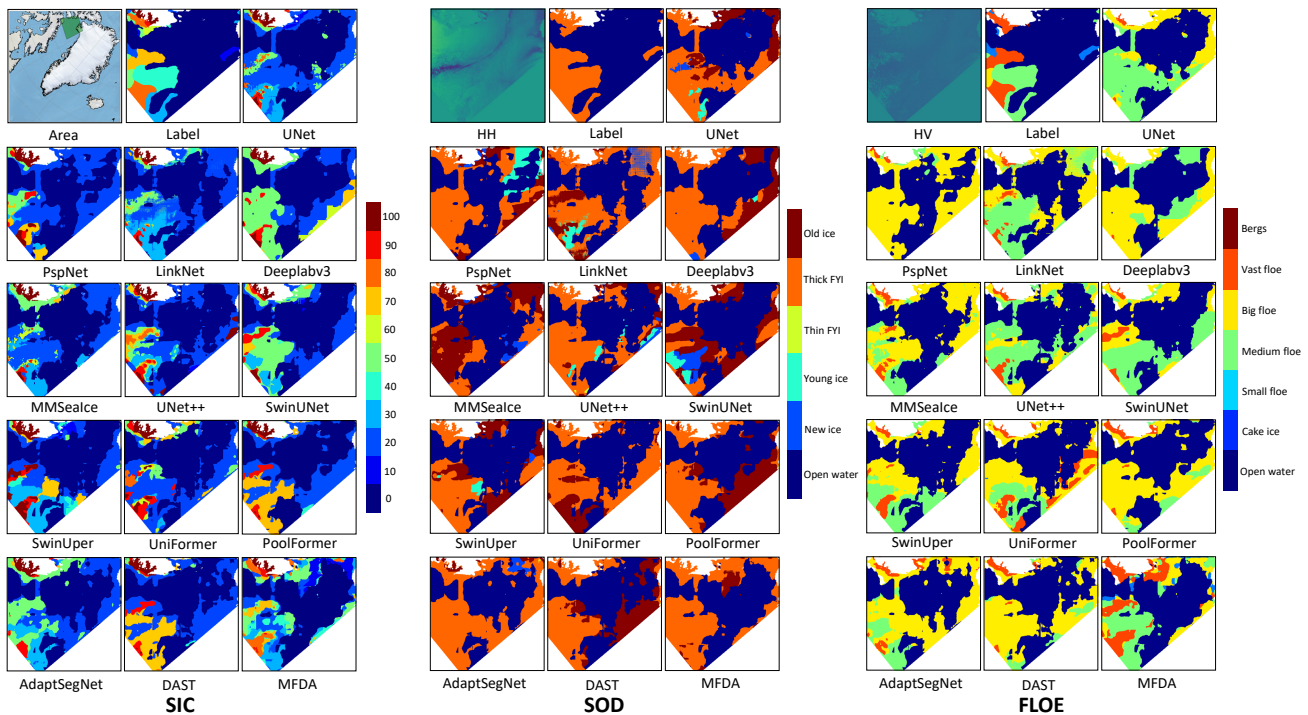 Area Label UNet
PspNet LinkNet Deeplabv3
MMSeaIce UNet++ SwinUNet
SwinUper UniFormer PoolFormer
AdaptSegNet DAST MFDA
SIC
100
90
80
70
60
50
40
30
20
10
0
HH Label UNet
PspNet LinkNet Deeplabv3
MMSeaIce UNet++ SwinUNet
SwinUper UniFormer PoolFormer
AdaptSegNet DAST MFDA
SOD
Old ice
Thick FYI
Thin FYI
Young ice
New ice
Open water
HV Label UNet
PspNet LinkNet Deeplabv3
MMSeaIce UNet++ SwinUNet
SwinUper UniFormer PoolFormer
AdaptSegNet DAST MFDA
FLOE
Bergs
Vast floe
Big floe
Medium floe
Small floe
Cake ice
Open water